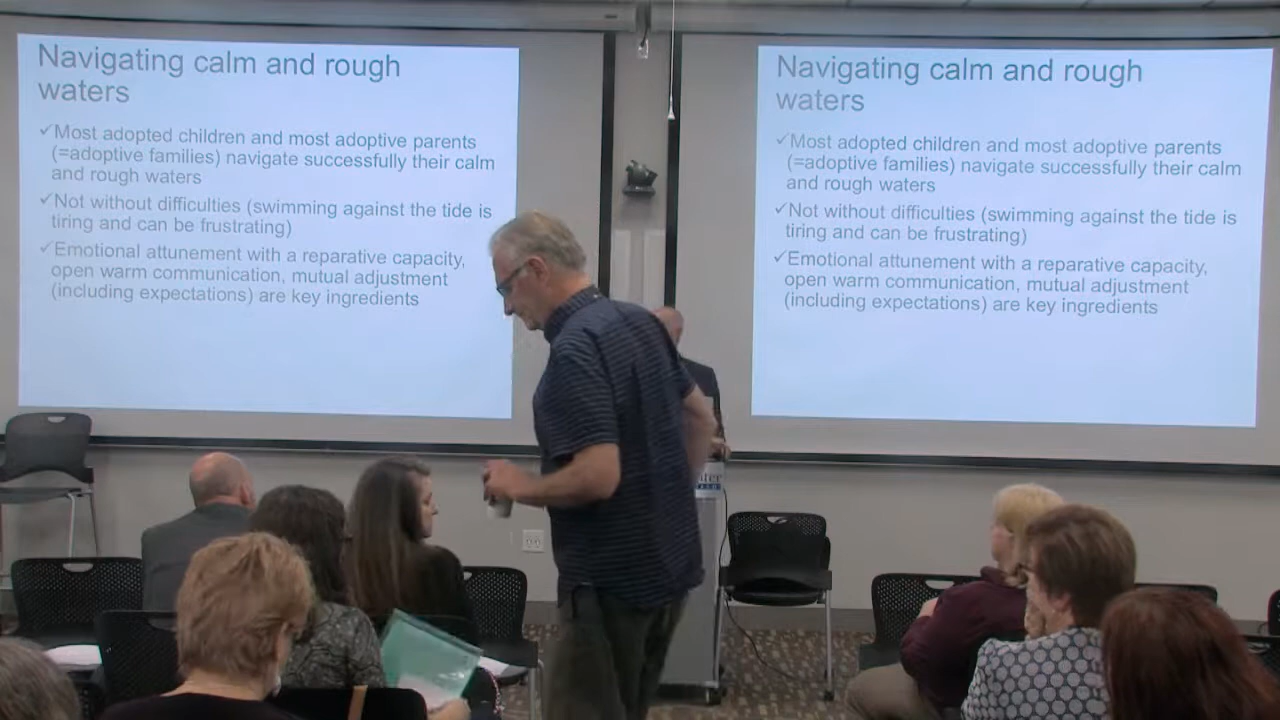 Navigating calm and rough
waters
✓Most adopted children and most adoptive parents
(=adoptive families) navigate successfully their calm
and rough waters
✓Not without difficulties (swimming against the tide is
tiring and can be frustrating)
✓Emotional attunement with a reparative capacity,
open warm communication, mutual adjustment
(including expectations) are key ingredients
Navigating calm and rough
waters
✓Most adopted children and most adoptive parents
(=adoptive families) navigate successfully their calm
and rough waters
✓Not without difficulties (swimming against the tide is
tiring and can be frustrating)
✓Emotional attunement with a reparative capacity,
open warm communication, mutual adjustment
(including expectations) are key ingredients